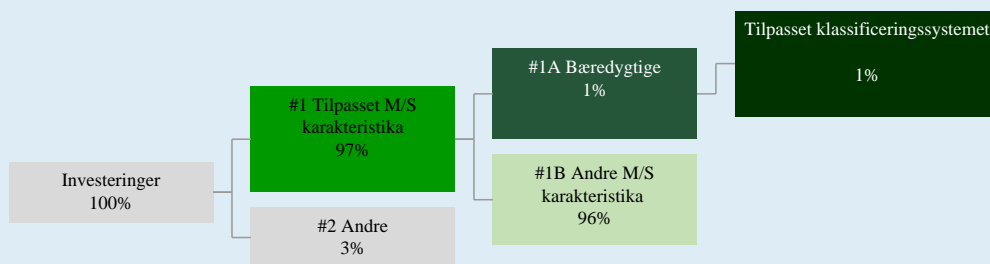 Investeringer
100%
#1 Tilpasset M/S
karakteristika
97%
#2 Andre
3%
#1A Bæredygtige
1%
#1B Andre M/S
karakteristika
96%
Tilpasset klassificeringssystemet
1%